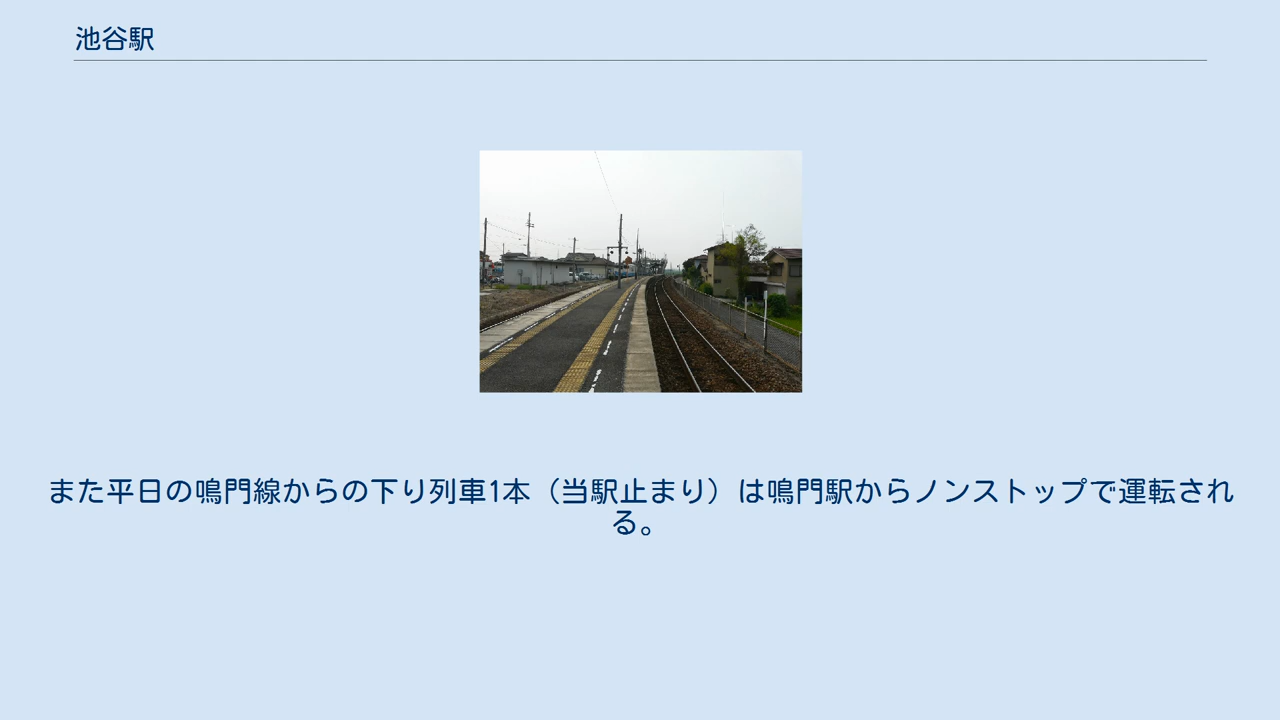 池谷駅
また平日の鳴門線からの下り列車1本（当駅止まり）は鳴門駅からノンストップで運転され
る。